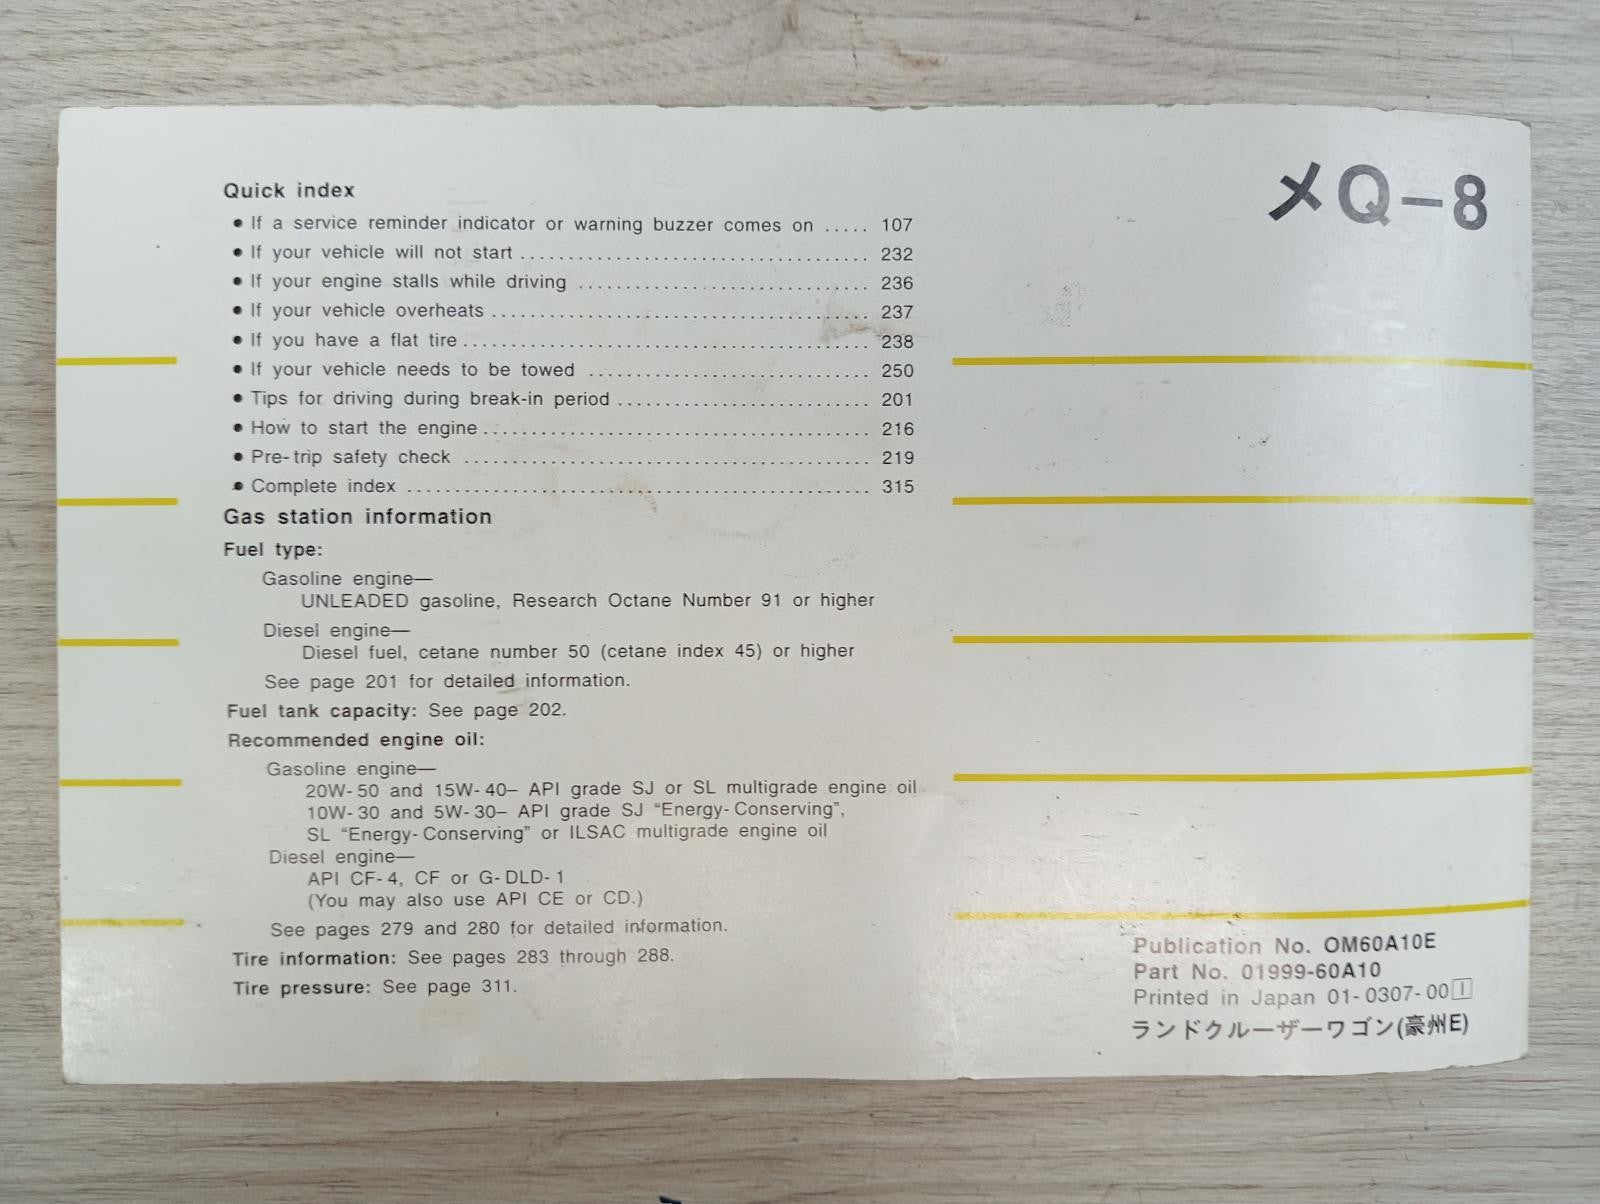 メQ-8
Quick index
● If a service reminder indicator or warning buzzer comes on ..... 107
● If your vehicle will not start ..................................... 232
● If your engine stalls while driving ............................... 236
● If your vehicle overheats ........................................ 237
● If you have a flat tire ........................................... 238
● If your vehicle needs to be towed .............................. 250
● Tips for driving during break-in period ........................... 201
● How to start the engine ......................................... 216
● Pre-trip safety check ........................................... 219
● Complete index ................................................. 315
Gas station information
Fuel type:
Gasoline engine—
UNLEADED gasoline, Research Octane Number 91 or higher
Diesel engine—
Diesel fuel, cetane number 50 (cetane index 45) or higher
See page 201 for detailed information.
Fuel tank capacity: See page 202.
Recommended engine oil:
Gasoline engine—
20W-50 and 15W-40– API grade SJ or SL multigrade engine oil
10W-30 and 5W-30– API grade SJ “Energy-Conserving”,
SL “Energy-Conserving” or ILSAC multigrade engine oil
Diesel engine—
API CF-4, CF or G-DLD-1
(You may also use API CE or CD.)
See pages 279 and 280 for detailed information.
Tire information: See pages 283 through 288.
Tire pressure: See page 311.
Publication No. OM60A10E
Part No. 01999-60A10
Printed in Japan 01-0307-00 I
ランドクルーザーワゴン(豪州E)